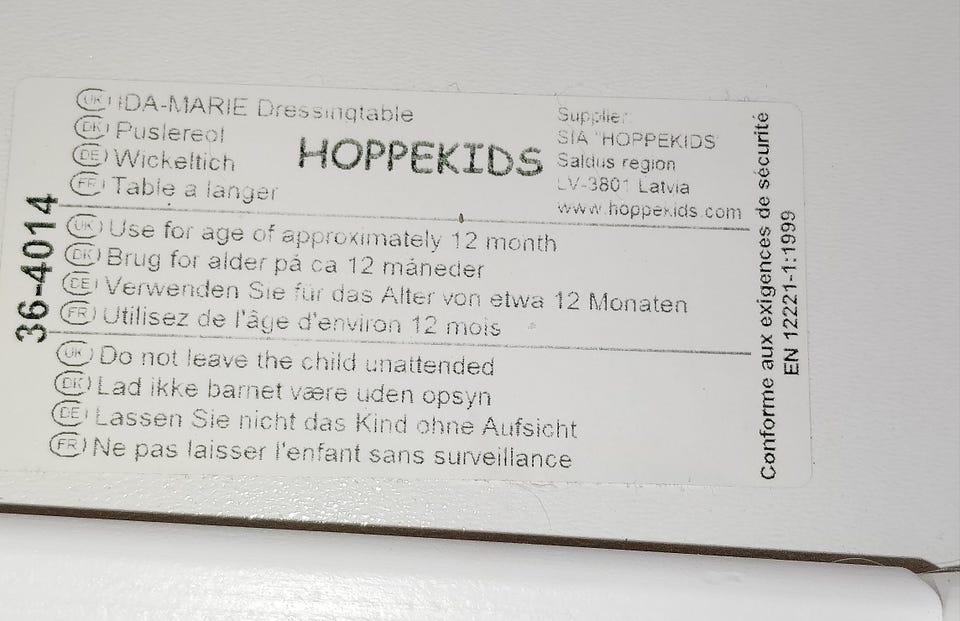 UK IDA-MARIE Dressingtable
DK Puslereol
DE Wickeltich
FR Table a langer
HOPPEKIDS
Supplier:
SIA "HOPPEKIDS"
Saldus region
LV-3801 Latvia
www.hoppekids.com
36-4014
UK Use for age of approximately 12 month
DK Brug for alder på ca 12 måneder
DE Verwenden Sie für das Alter von etwa 12 Monaten
FR Utilisez de l'âge d'environ 12 mois
UK Do not leave the child unattended
DK Lad ikke barnet være uden opsyn
DE Lassen Sie nicht das Kind ohne Aufsicht
FR Ne pas laisser l'enfant sans surveillance
Conforme aux exigences de sécurité
EN 12221-1:1999